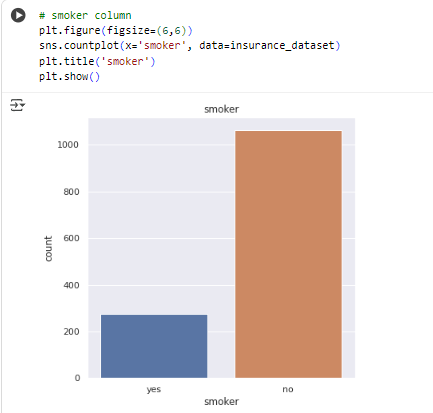 # smoker column
plt.figure(figsize=(6,6))
sns.countplot(x='smoker', data=insurance_dataset)
plt.title('smoker')
plt.show()
smoker
1000
800
600
400
200
0
count
yes no
smoker